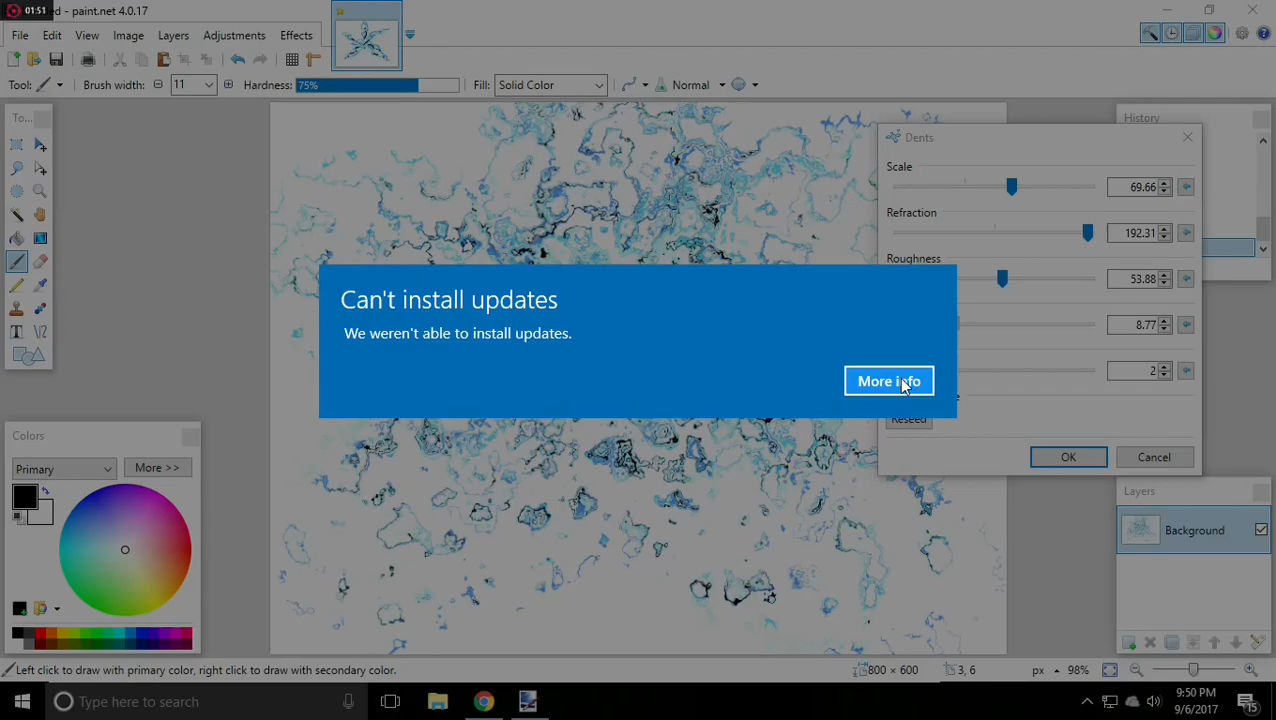 01:51
d - paint.net 4.0.17
File Edit View Image Layers Adjustments Effects
Tool: Brush width: 11 Hardness: 75% Fill: Solid Color Normal
To...
History
Dents
Scale
69.66
Refraction
192.31
Roughness
53.88
8.77
2
Reseed
OK Cancel
Can't install updates
We weren't able to install updates.
More info
Colors
Primary More >>
Layers
Background
Left click to draw with primary color, right click to draw with secondary color.
800 × 600 3, 6 px 98%
Type here to search
9:50 PM
9/6/2017
15